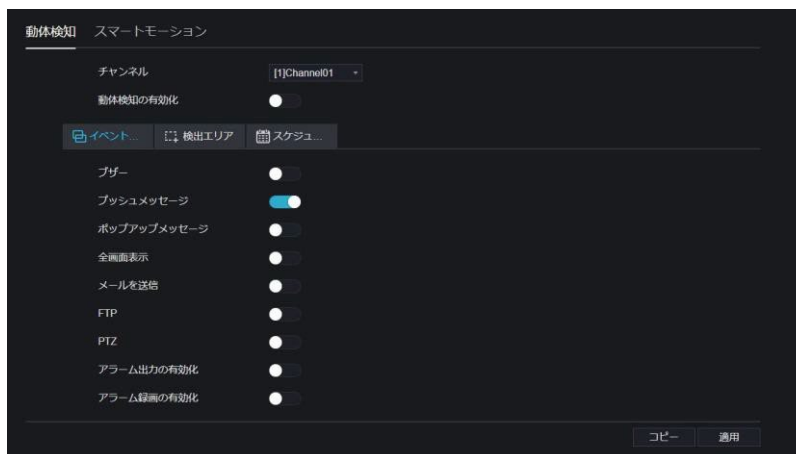 動体検知 スマートモーション
チャンネル [1]Channel01
動体検知の有効化
イベント... 検出エリア スケジュ...
ブザー
プッシュメッセージ
ポップアップメッセージ
全画面表示
メールを送信
FTP
PTZ
アラーム出力の有効化
アラーム録画の有効化
コピー 適用